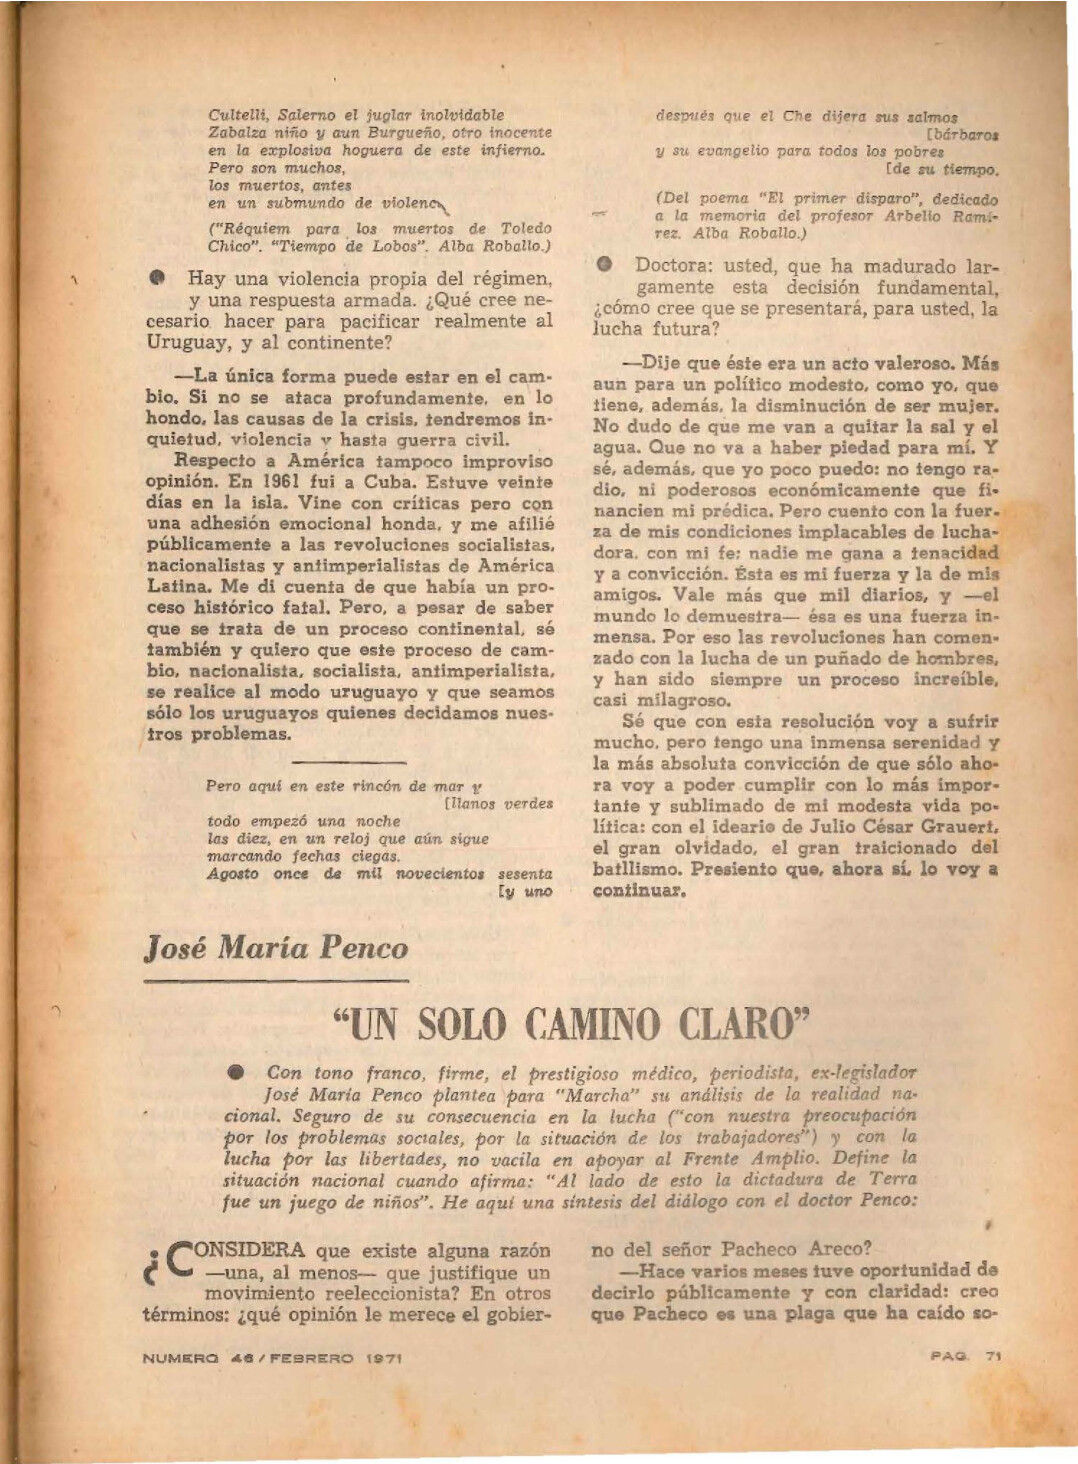 Cultelli, Salerno el juglar inolvidable
Zabalza niño y aun Burgueño, otro inocente
en la explosiva hoguera de este infierno.
Pero son muchos,
los muertos, antes
en un submundo de violenc
("Réquiem para los muertos de Toledo
Chico". "Tiempo de Lobos". Alba Roballo.)
● Hay una violencia propia del régimen,
y una respuesta armada. ¿Qué cree ne-
cesario hacer para pacificar realmente al
Uruguay, y al continente?
—La única forma puede estar en el cam-
bio. Si no se ataca profundamente, en lo
hondo, las causas de la crisis, tendremos in-
quietud, violencia y hasta guerra civil.
Respecto a América tampoco improviso
opinión. En 1961 fui a Cuba. Estuve veinte
días en la isla. Vine con críticas pero con
una adhesión emocional honda, y me afilié
públicamente a las revoluciones socialistas,
nacionalistas y antimperialistas de América
Latina. Me di cuenta de que había un pro-
ceso histórico fatal. Pero, a pesar de saber
que se trata de un proceso continental, sé
también y quiero que este proceso de cam-
bio, nacionalista, socialista, antimperialista,
se realice al modo uruguayo y que seamos
sólo los uruguayos quienes decidamos nues-
tros problemas.
Pero aquí en este rincón de mar y
[llanos verdes
todo empezó una noche
las diez, en un reloj que aún sigue
marcando fechas ciegas.
Agosto once de mil novecientos sesenta
[y uno
después que el Che dijera sus salmos
[bárbaros
y su evangelio para todos los pobres
[de su tiempo.
(Del poema "El primer disparo", dedicado
a la memoria del profesor Arbelio Ramí-
rez. Alba Roballo.)
● Doctora: usted, que ha madurado lar-
gamente esta decisión fundamental,
¿cómo cree que se presentará, para usted, la
lucha futura?
—Dije que éste era un acto valeroso. Más
aun para un político modesto, como yo, que
tiene, además, la disminución de ser mujer.
No dudo de que me van a quitar la sal y el
agua. Que no va a haber piedad para mí. Y
sé, además, que yo poco puedo: no tengo ra-
dio, ni poderosos económicamente que fi-
nancien mi prédica. Pero cuento con la fuer-
za de mis condiciones implacables de lucha-
dora, con mi fe; nadie me gana a tenacidad
y a convicción. Ésta es mi fuerza y la de mis
amigos. Vale más que mil diarios, y —el
mundo lo demuestra— ésa es una fuerza in-
mensa. Por eso las revoluciones han comen-
zado con la lucha de un puñado de hombres,
y han sido siempre un proceso increíble,
casi milagroso.
Sé que con esta resolución voy a sufrir
mucho, pero tengo una inmensa serenidad y
la más absoluta convicción de que sólo aho-
ra voy a poder cumplir con lo más impor-
tante y sublimado de mi modesta vida po-
lítica: con el ideario de Julio César Grauert,
el gran olvidado, el gran traicionado del
batllismo. Presiento que, ahora sí, lo voy a
continuar.
José María Penco
"UN SOLO CAMINO CLARO"
● Con tono franco, firme, el prestigioso médico, periodista, ex-legislador
José María Penco plantea para "Marcha" su análisis de la realidad na-
cional. Seguro de su consecuencia en la lucha ("con nuestra preocupación
por los problemas sociales, por la situación de los trabajadores") y con la
lucha por las libertades, no vacila en apoyar al Frente Amplio. Define la
situación nacional cuando afirma: "Al lado de esto la dictadura de Terra
fue un juego de niños". He aquí una síntesis del diálogo con el doctor Penco:
¿CONSIDERA que existe alguna razón
—una, al menos— que justifique un
movimiento reeleccionista? En otros
términos: ¿qué opinión le merece el gobier-
no del señor Pacheco Areco?
—Hace varios meses tuve oportunidad de
decirlo públicamente y con claridad: creo
que Pacheco es una plaga que ha caído so-
NUMERO 46 / FEBRERO 1971
PAG. 71